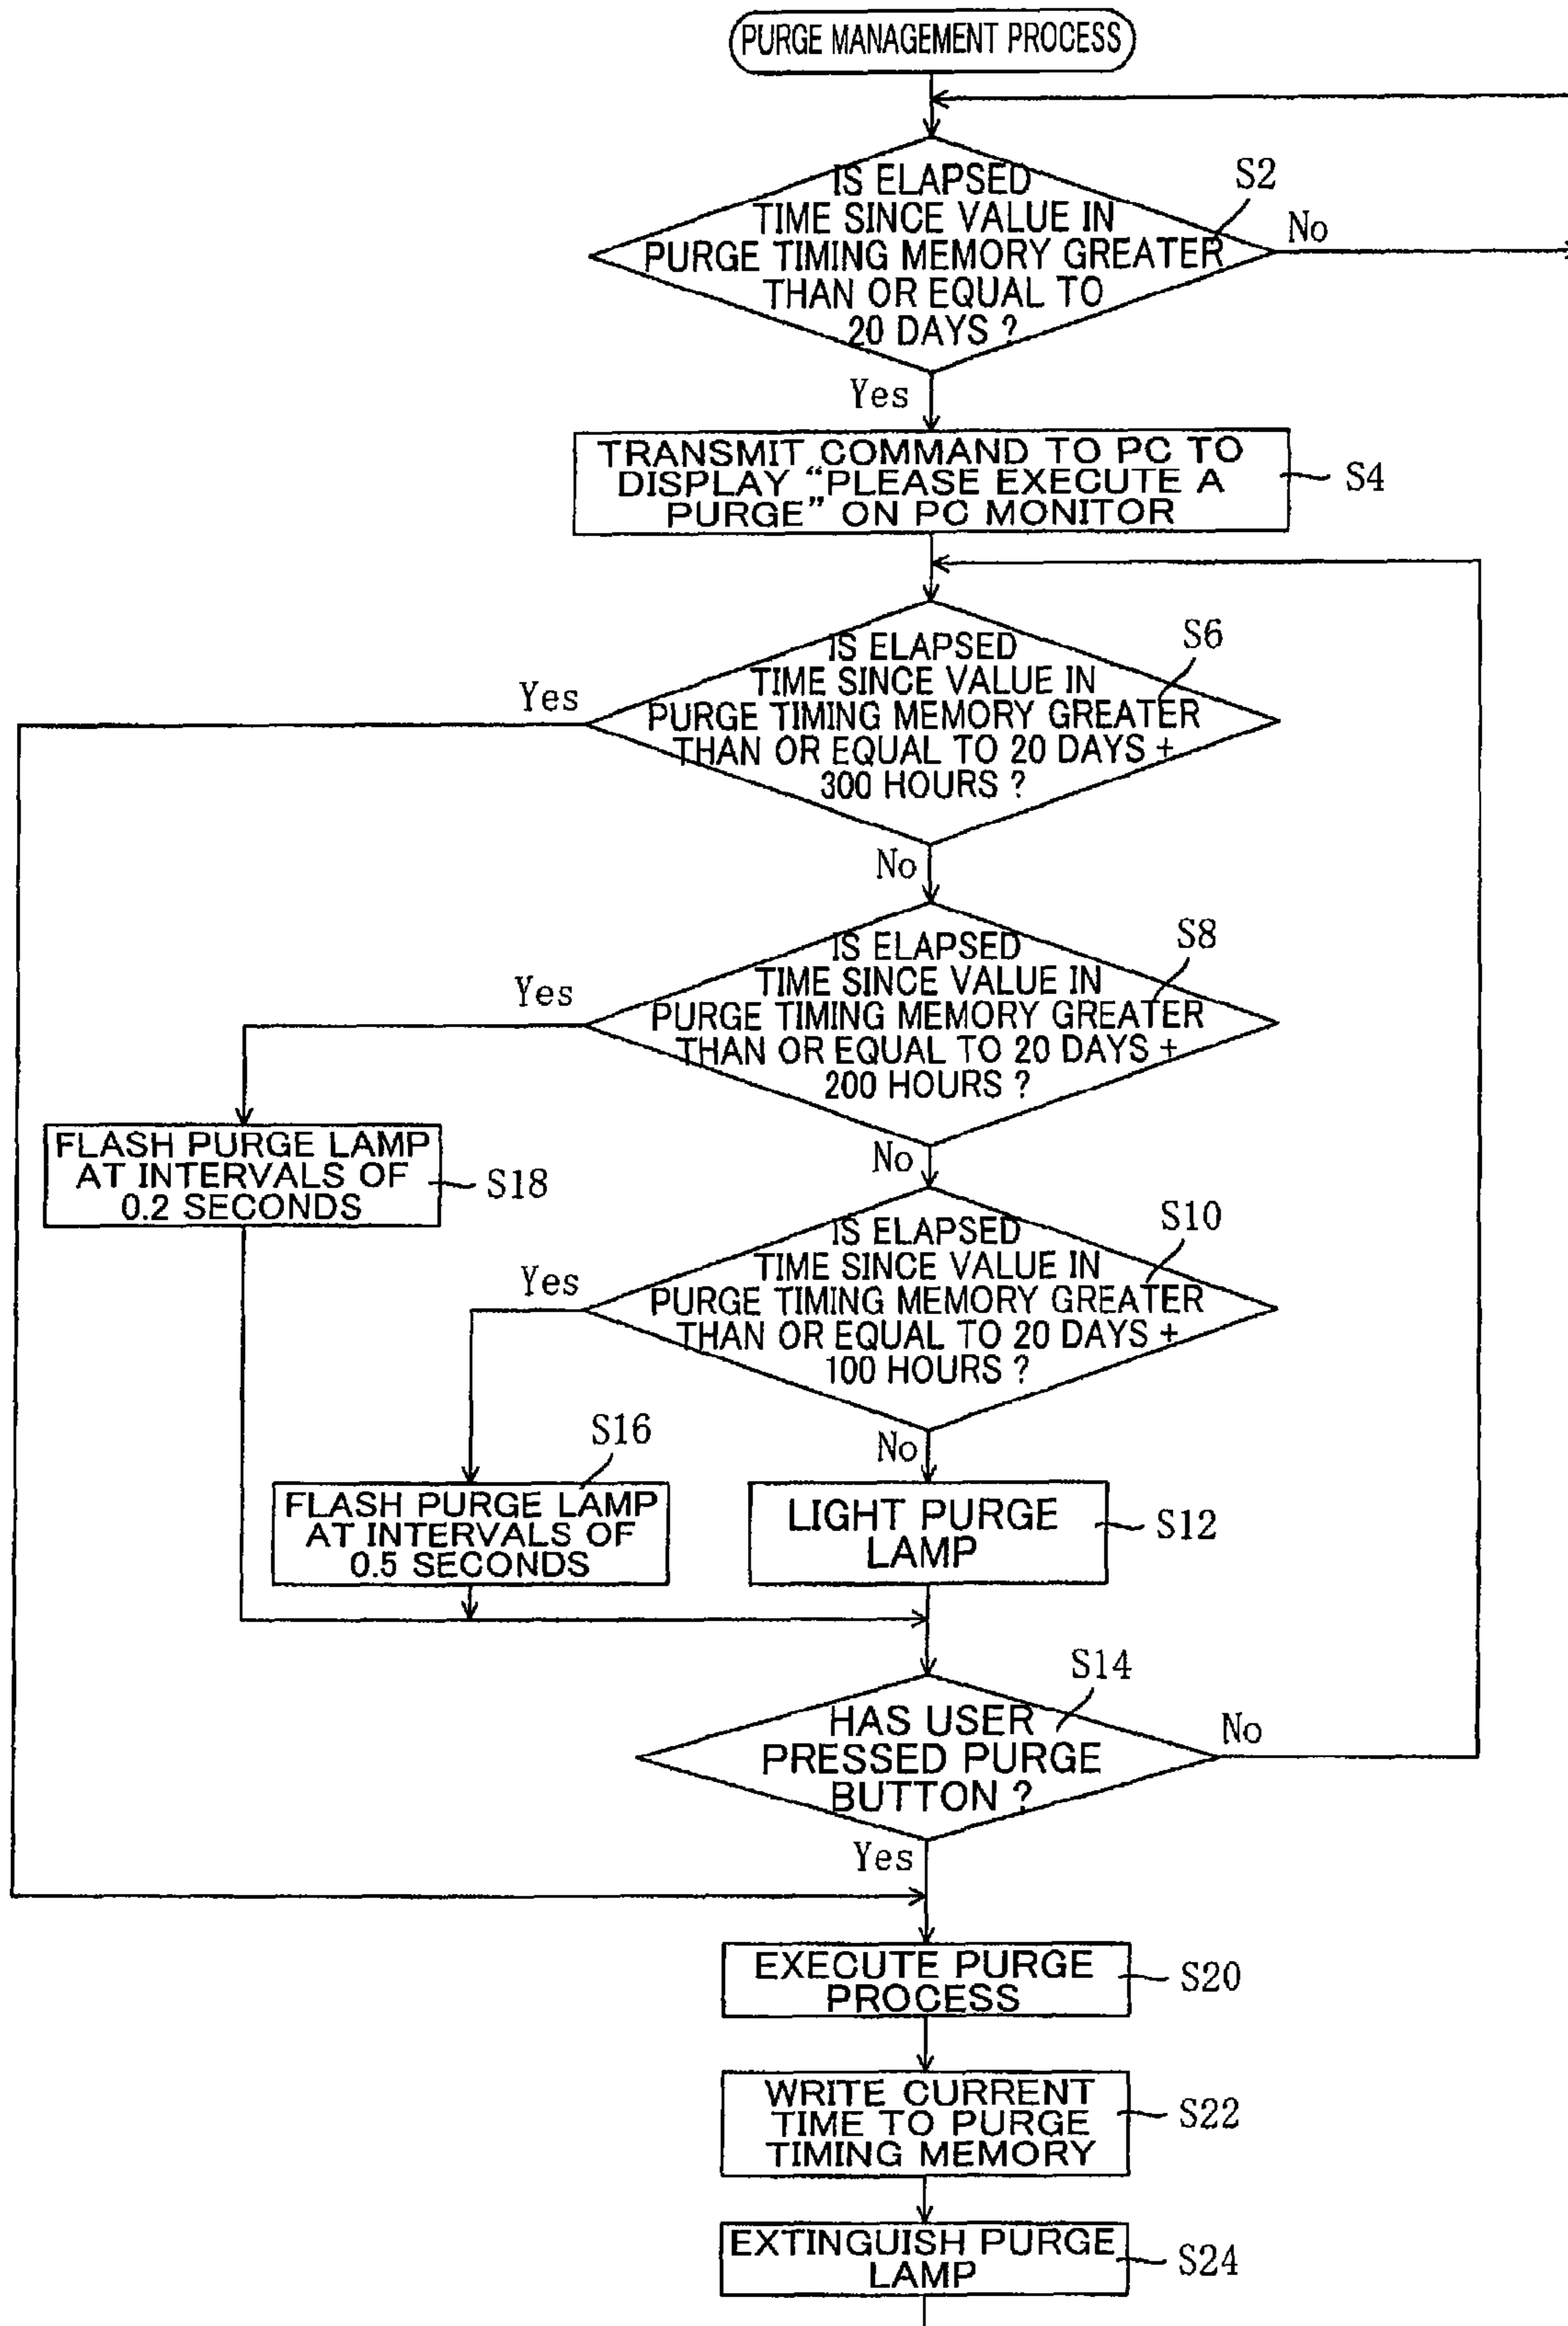 PURGE MANAGEMENT PROCESS
IS ELAPSED
TIME SINCE VALUE IN
PURGE TIMING MEMORY GREATER
THAN OR EQUAL TO
20 DAYS ?
S2
No
Yes
TRANSMIT COMMAND TO PC TO
DISPLAY “PLEASE EXECUTE A
PURGE” ON PC MONITOR
S4
IS ELAPSED
TIME SINCE VALUE IN
PURGE TIMING MEMORY GREATER
THAN OR EQUAL TO 20 DAYS +
300 HOURS ?
S6
Yes
No
IS ELAPSED
TIME SINCE VALUE IN
PURGE TIMING MEMORY GREATER
THAN OR EQUAL TO 20 DAYS +
200 HOURS ?
S8
Yes
No
FLASH PURGE LAMP
AT INTERVALS OF
0.2 SECONDS
S18
IS ELAPSED
TIME SINCE VALUE IN
PURGE TIMING MEMORY GREATER
THAN OR EQUAL TO 20 DAYS +
100 HOURS ?
S10
Yes
No
FLASH PURGE LAMP
AT INTERVALS OF
0.5 SECONDS
S16
LIGHT PURGE
LAMP
S12
HAS USER
PRESSED PURGE
BUTTON ?
S14
No
Yes
EXECUTE PURGE
PROCESS
S20
WRITE CURRENT
TIME TO PURGE
TIMING MEMORY
S22
EXTINGUISH PURGE
LAMP
S24